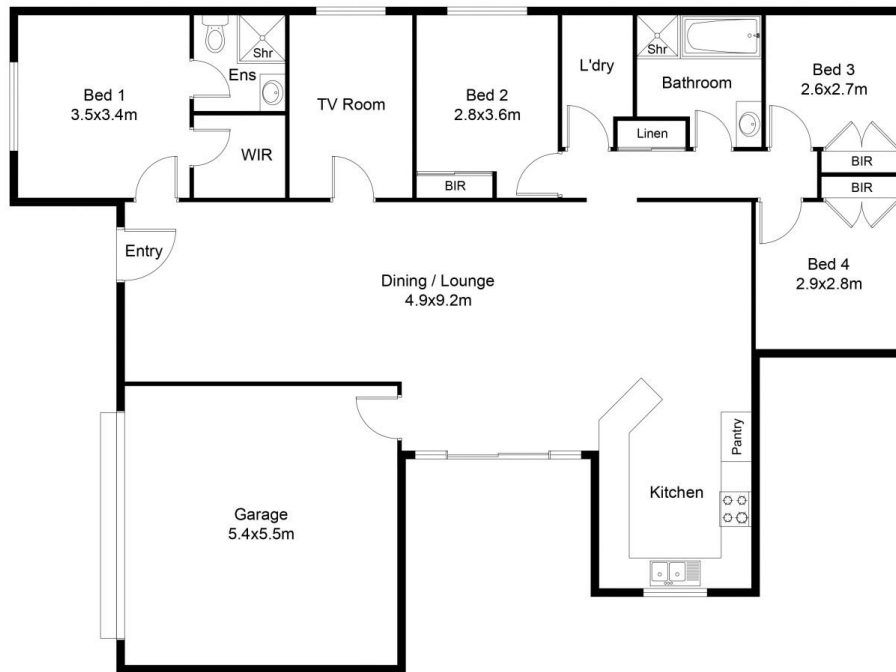 Bed 1
3.5x3.4m
Shr
Ens
WIR
TV Room
Bed 2
2.8x3.6m
BIR
L'dry
Linen
Shr
Bathroom
Bed 3
2.6x2.7m
BIR
BIR
Bed 4
2.9x2.8m
Entry
Dining / Lounge
4.9x9.2m
Pantry
Kitchen
Garage
5.4x5.5m